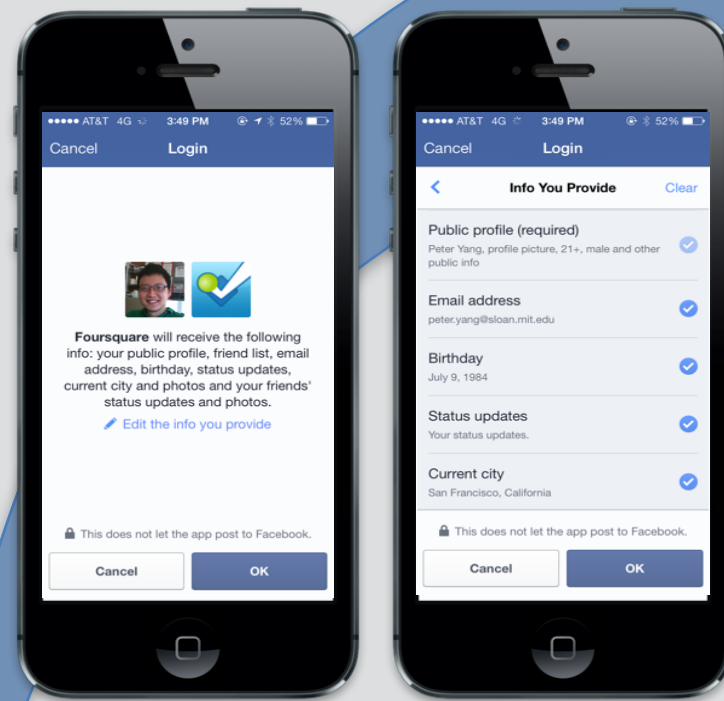 AT&T 4G 3:49 PM 52%
Cancel Login
Foursquare will receive the following
info: your public profile, friend list, email
address, birthday, status updates,
current city and photos and your friends'
status updates and photos.
Edit the info you provide
This does not let the app post to Facebook.
Cancel OK
AT&T 4G 3:49 PM 52%
Cancel Login
Info You Provide Clear
Public profile (required)
Peter Yang, profile picture, 21+, male and other
public info
Email address
peter.yang@sloan.mit.edu
Birthday
July 9, 1984
Status updates
Your status updates.
Current city
San Francisco, California
This does not let the app post to Facebook.
Cancel OK